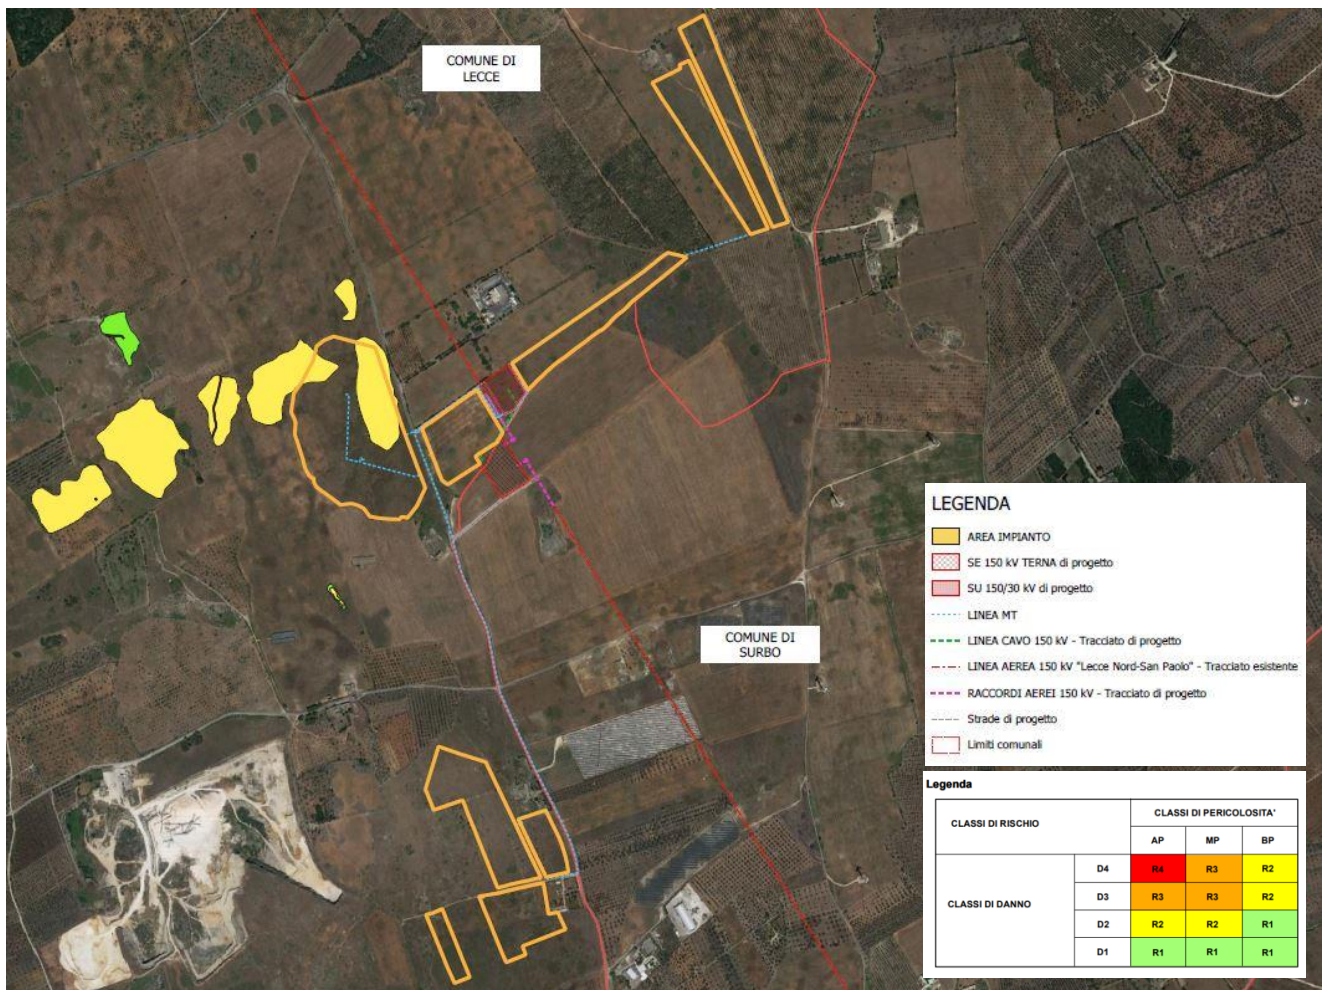 COMUNE DI
LECCE
COMUNE DI
SURBO
LEGENDA
AREA IMPIANTO
SE 150 kV TERNA di progetto
SU 150/30 kV di progetto
LINEA MT
LINEA CAVO 150 kV - Tracciato di progetto
LINEA AEREA 150 kV "Lecce Nord-San Paolo" - Tracciato esistente
RACCORDI AEREI 150 kV - Tracciato di progetto
Strade di progetto
Limiti comunali
Legenda
CLASSI DI RISCHIO
CLASSI DI PERICOLOSITA'
AP MP BP
CLASSI DI DANNO
D4 R4 R3 R2
D3 R3 R3 R2
D2 R2 R2 R1
D1 R1 R1 R1